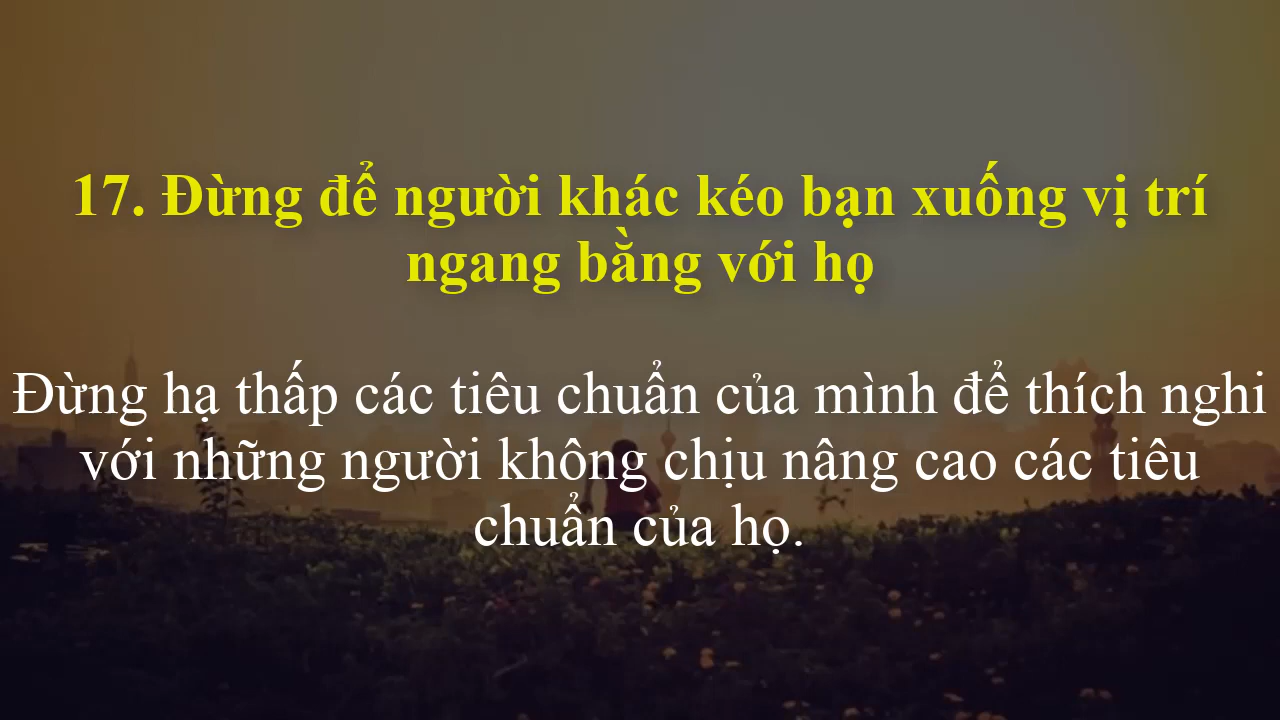 17. Đừng để người khác kéo bạn xuống vị trí
ngang bằng với họ
Đừng hạ thấp các tiêu chuẩn của mình để thích nghi
với những người không chịu nâng cao các tiêu
chuẩn của họ.